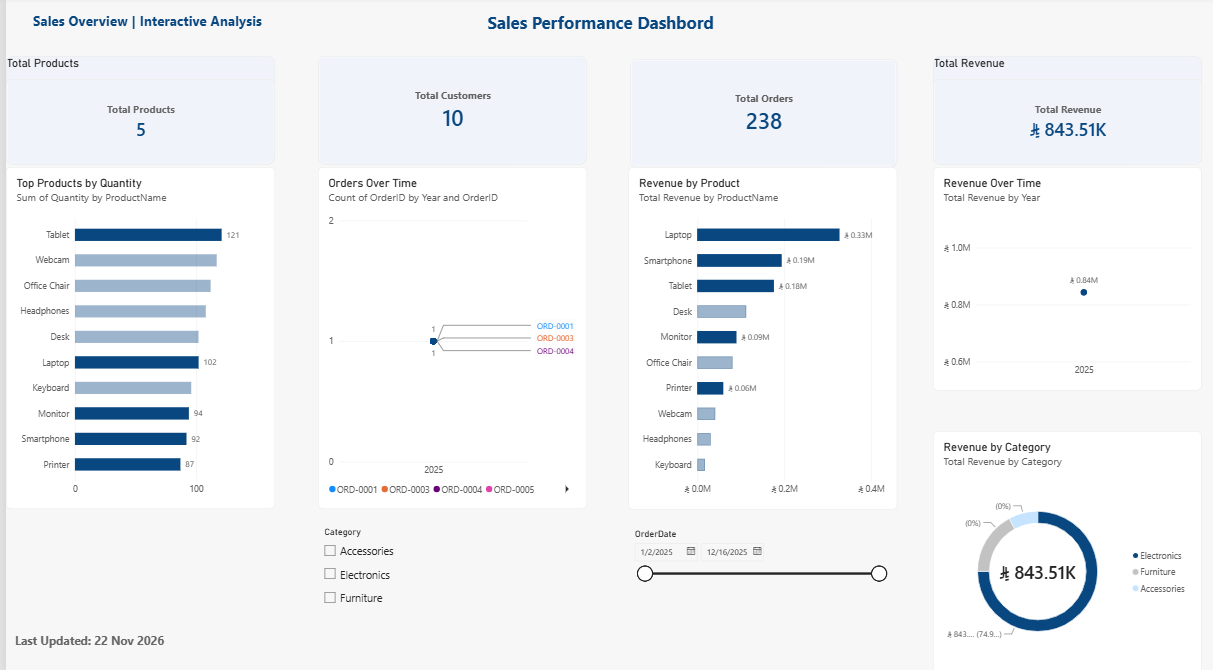 Sales Overview | Interactive Analysis
Sales Performance Dashbord
Total Products
Total Products
5
Total Customers
10
Total Orders
238
Total Revenue
Total Revenue
⃁ 843.51K
Top Products by Quantity
Sum of Quantity by ProductName
Tablet 121
Webcam
Office Chair
Headphones
Desk
Laptop 102
Keyboard
Monitor 94
Smartphone 92
Printer 87
0 100
Orders Over Time
Count of OrderID by Year and OrderID
2
1
0
1
1
ORD-0001
ORD-0003
ORD-0004
2025
ORD-0001 ORD-0003 ORD-0004 ORD-0005
Revenue by Product
Total Revenue by ProductName
Laptop ⃁ 0.33M
Smartphone ⃁ 0.19M
Tablet ⃁ 0.18M
Desk
Monitor ⃁ 0.09M
Office Chair
Printer ⃁ 0.06M
Webcam
Headphones
Keyboard
⃁ 0.0M ⃁ 0.2M ⃁ 0.4M
Revenue Over Time
Total Revenue by Year
⃁ 1.0M
⃁ 0.84M
⃁ 0.8M
⃁ 0.6M
2025
Category
Accessories
Electronics
Furniture
OrderDate
1/2/2025 12/16/2025
Revenue by Category
Total Revenue by Category
(0%)
(0%)
⃁ 843.51K
⃁ 843.... (74.9...)
Electronics
Furniture
Accessories
Last Updated: 22 Nov 2026